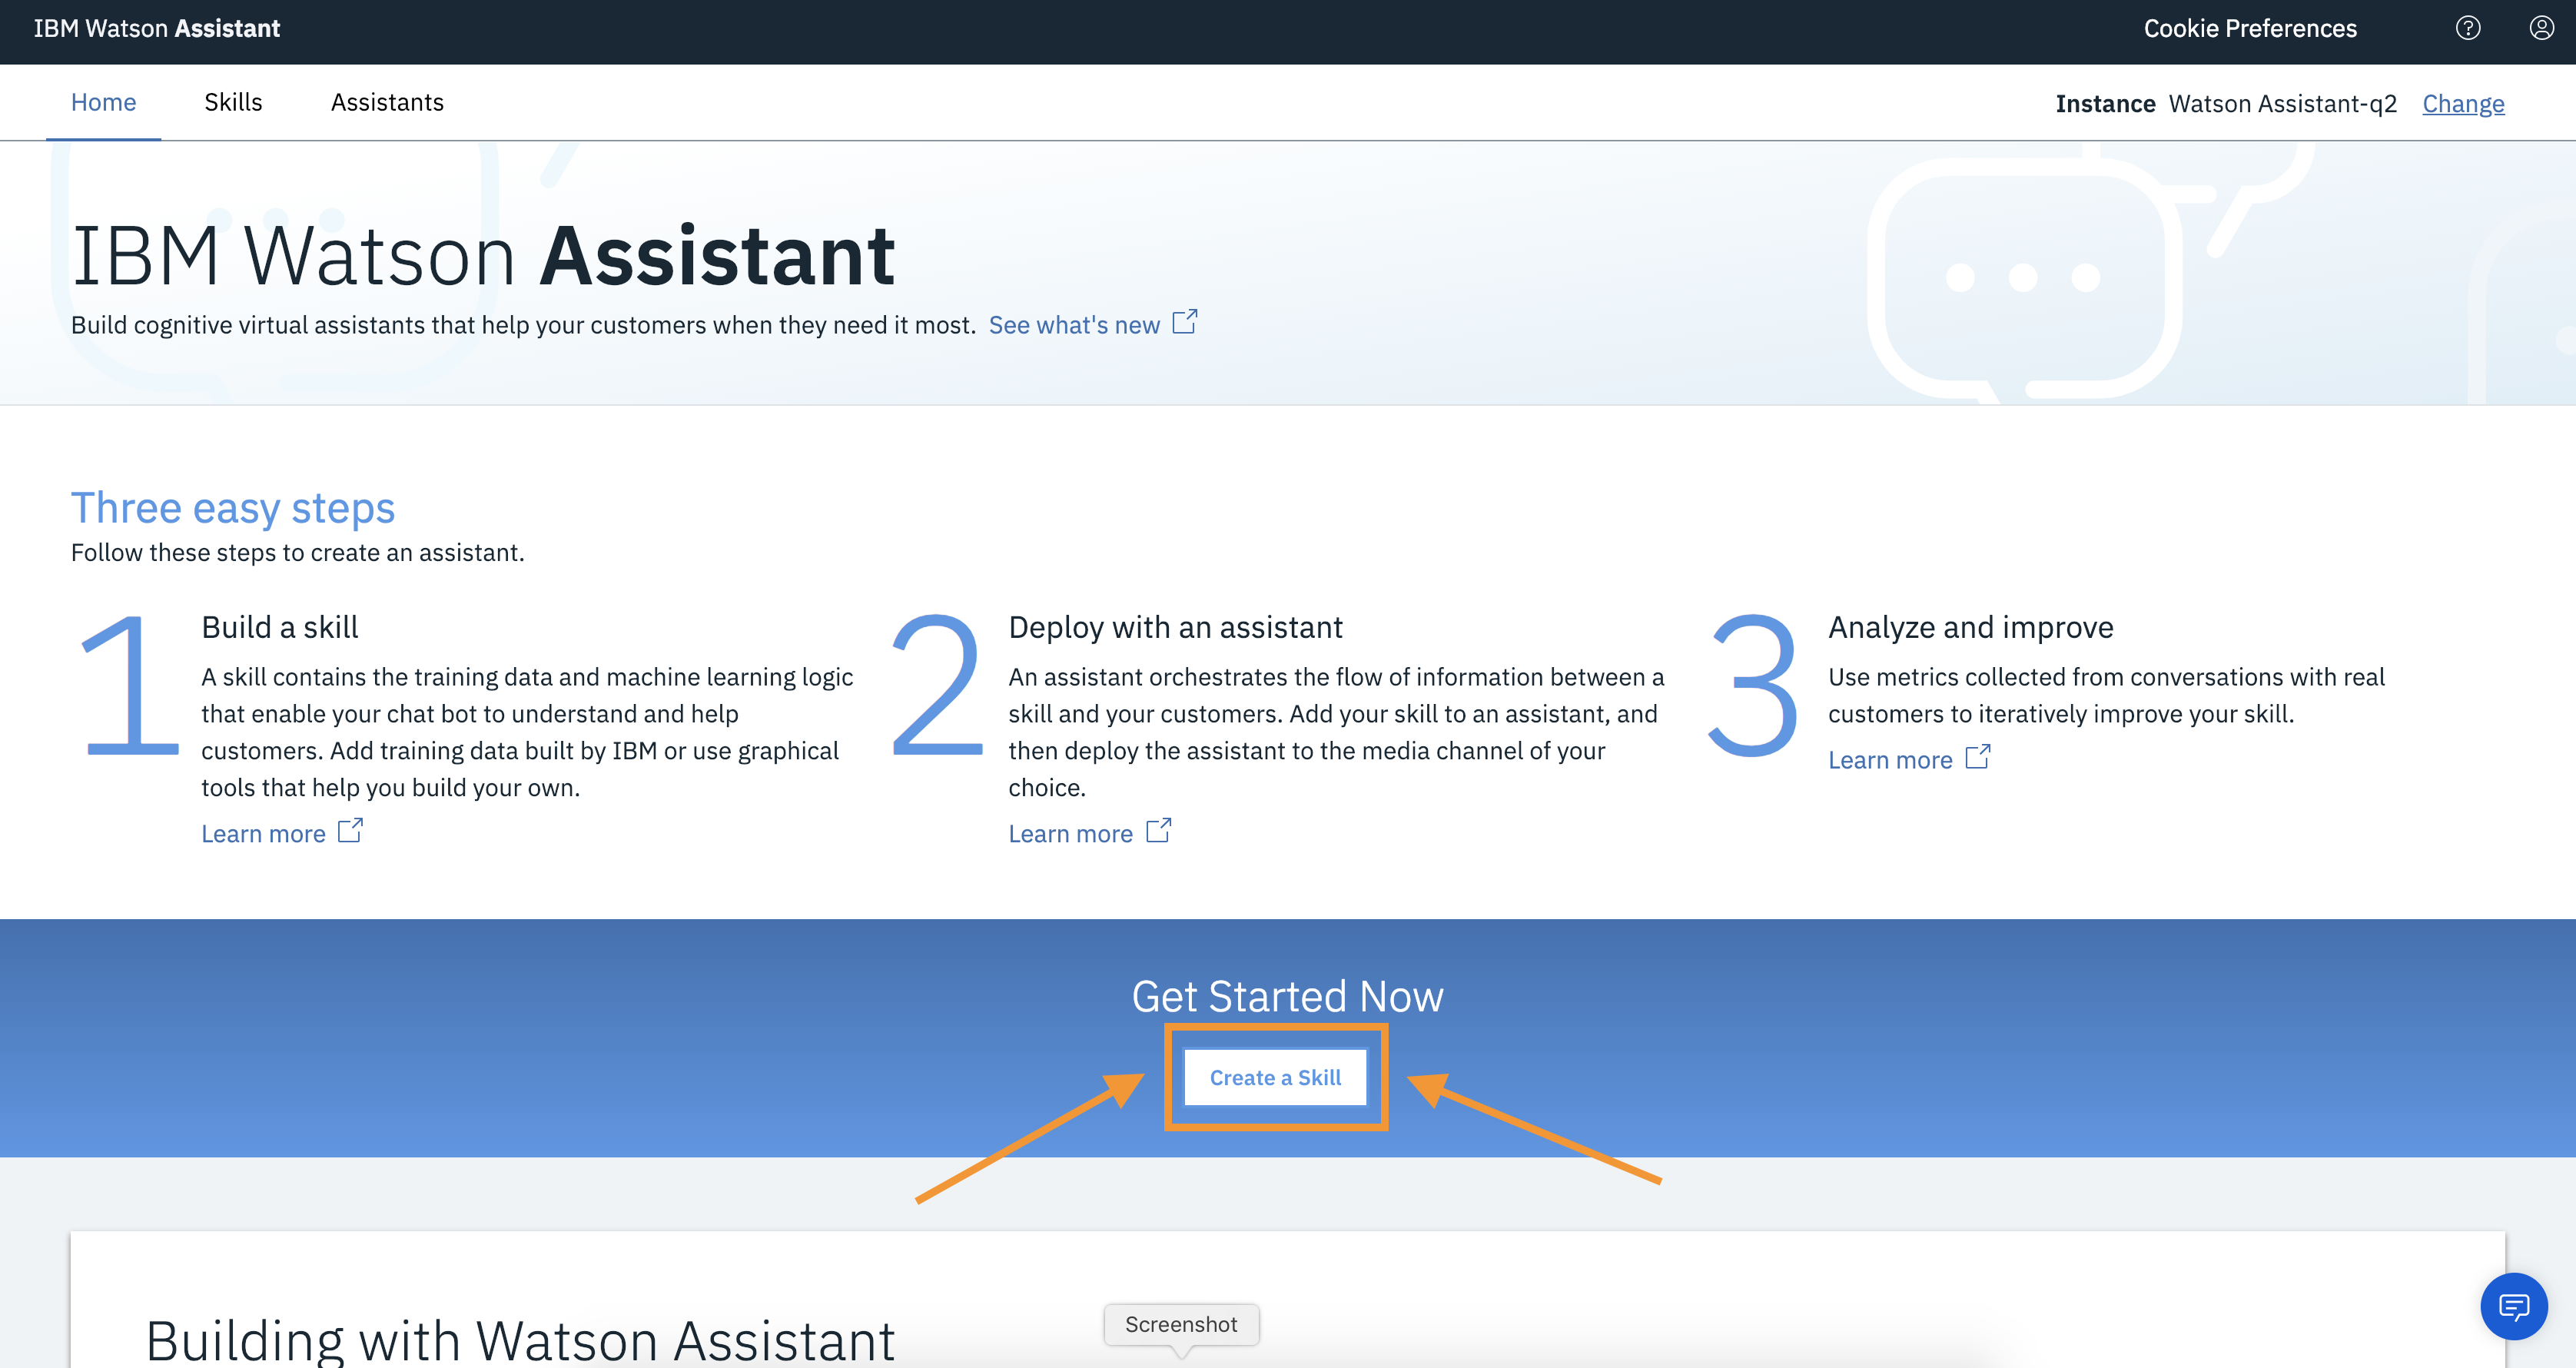 IBM Watson Assistant
Cookie Preferences
Home
Skills
Assistants
Instance Watson Assistant-q2 Change
IBM Watson Assistant
Build cognitive virtual assistants that help your customers when they need it most. See what's new
Three easy steps
Follow these steps to create an assistant.
1
Build a skill
A skill contains the training data and machine learning logic
that enable your chat bot to understand and help
customers. Add training data built by IBM or use graphical
tools that help you build your own.
Learn more
2
Deploy with an assistant
An assistant orchestrates the flow of information between a
skill and your customers. Add your skill to an assistant, and
then deploy the assistant to the media channel of your
choice.
Learn more
3
Analyze and improve
Use metrics collected from conversations with real
customers to iteratively improve your skill.
Learn more
Get Started Now
Create a Skill
Building with Watson Assistant
Screenshot